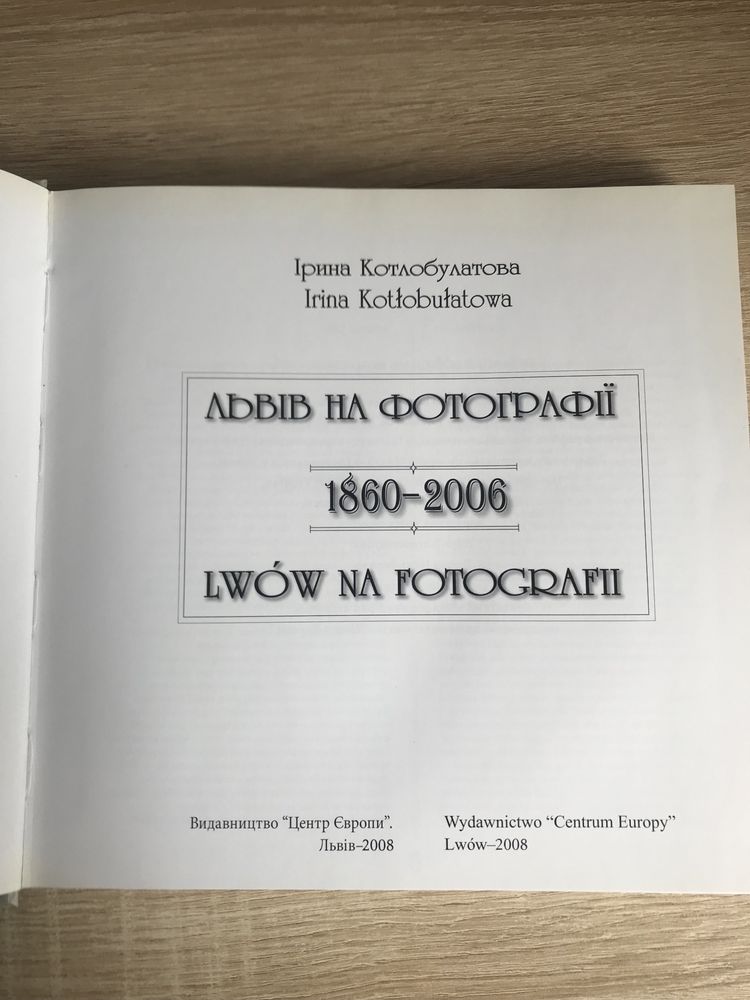 Ірина Котлобулатова
Irina Kotłobułatowa
ЛЬВІВ НА ФОТОГРАФІЇ
1860–2006
LWÓW NA FOTOGRAFII
Видавництво “Центр Європи”.
Львів–2008
Wydawnictwo “Centrum Europy”
Lwów–2008